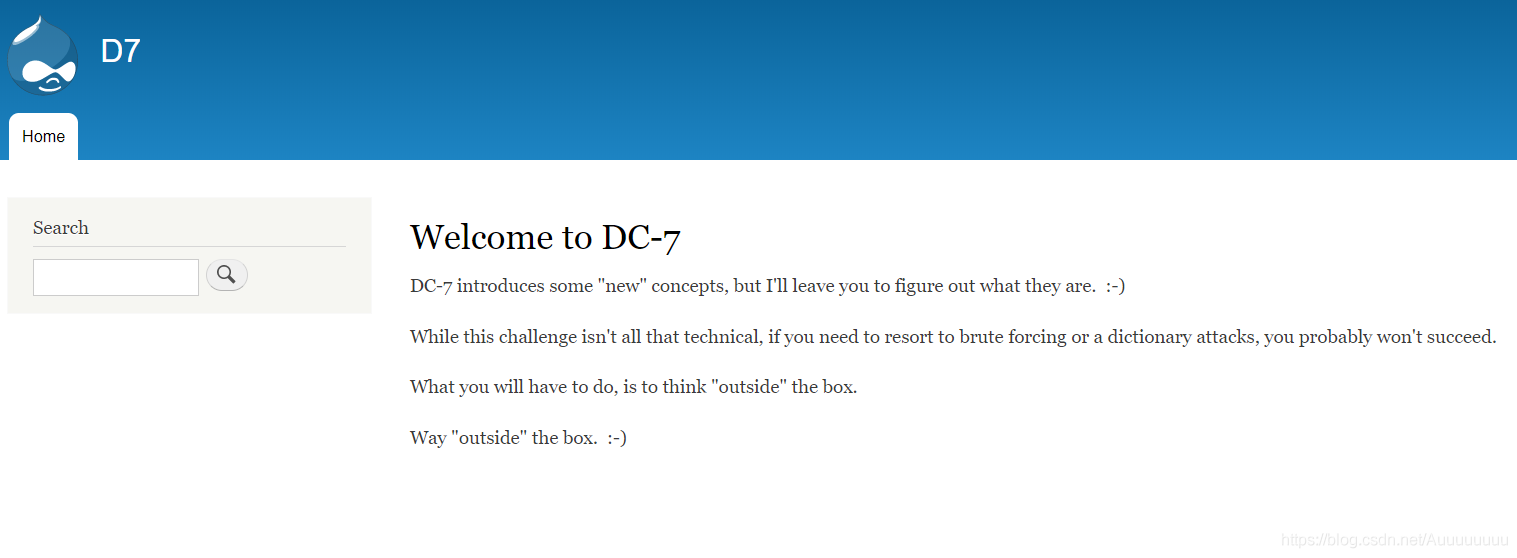 D7
Home
Search
Welcome to DC-7
DC-7 introduces some "new" concepts, but I'll leave you to figure out what they are.  :-)
While this challenge isn't all that technical, if you need to resort to brute forcing or a dictionary attacks, you probably won't succeed.
What you will have to do, is to think "outside" the box.
Way "outside" the box.  :-)
https://blog.csdn.net/Auuuuuuuu